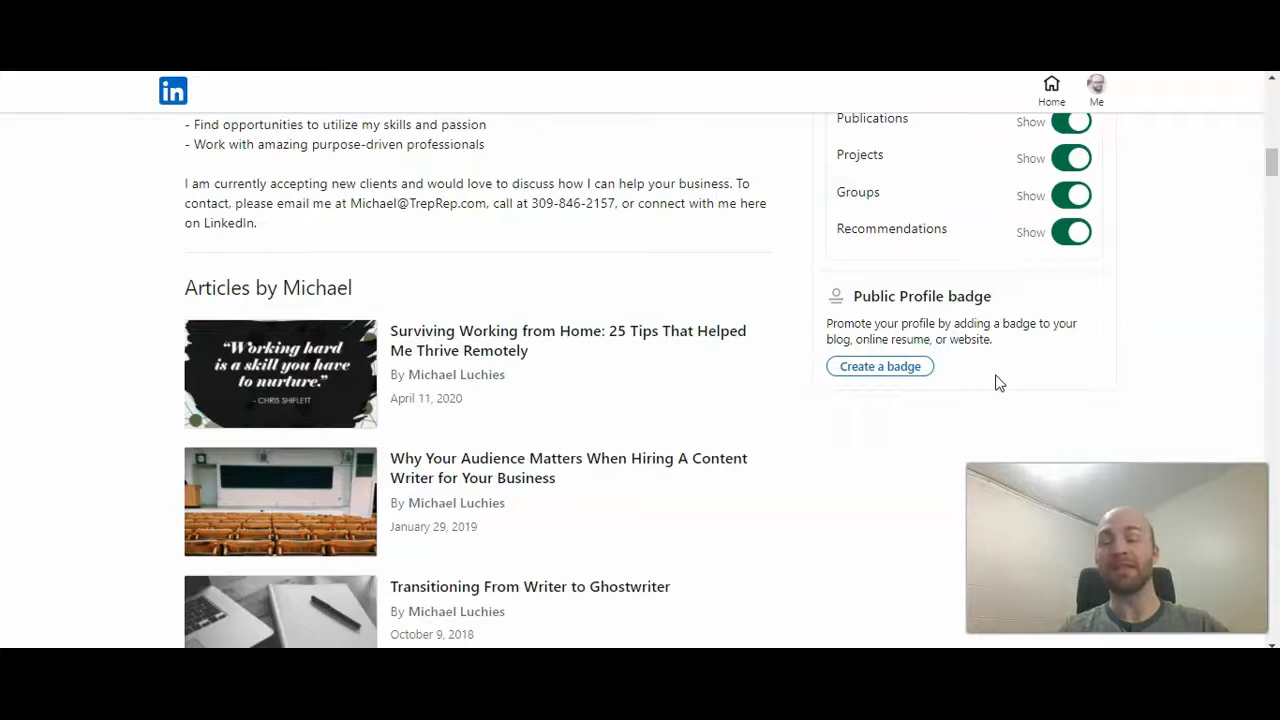 in
Home
Me
- Find opportunities to utilize my skills and passion
- Work with amazing purpose-driven professionals
I am currently accepting new clients and would love to discuss how I can help your business. To
contact, please email me at Michael@TrepRep.com, call at 309-846-2157, or connect with me here
on LinkedIn.
Articles by Michael
"Working hard
is a skill you have
to nurture."
- CHRIS SHIFLETT
Surviving Working from Home: 25 Tips That Helped
Me Thrive Remotely
By Michael Luchies
April 11, 2020
Why Your Audience Matters When Hiring A Content
Writer for Your Business
By Michael Luchies
January 29, 2019
Transitioning From Writer to Ghostwriter
By Michael Luchies
October 9, 2018
Publications
Show
Projects
Show
Groups
Show
Recommendations
Show
Public Profile badge
Promote your profile by adding a badge to your
blog, online resume, or website.
Create a badge